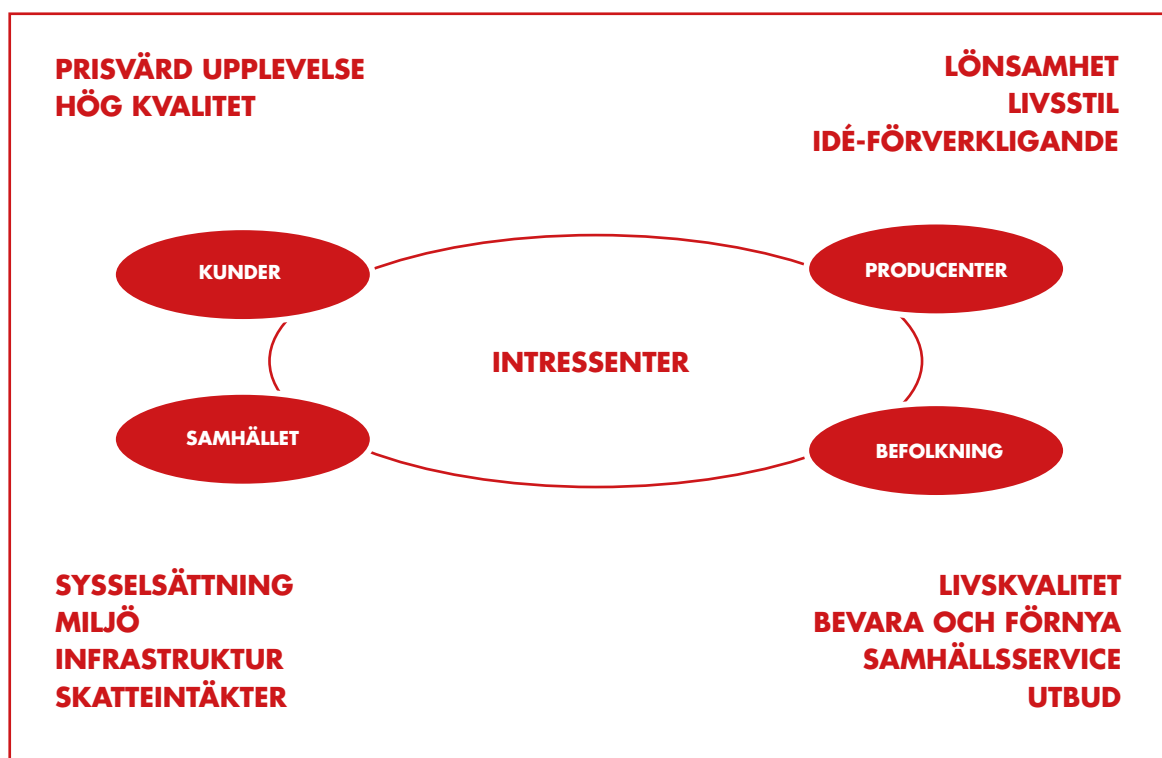 PRISVÄRD UPPLEVELSE
HÖG KVALITET
LÖNSAMHET
LIVSSTIL
IDÉ-FÖRVERKLIGANDE
KUNDER
PRODUCENTER
INTRESSENTER
SAMHÄLLET
BEFOLKNING
SYSSELSÄTTNING
MILJÖ
INFRASTRUKTUR
SKATTEINTÄKTER
LIVSKVALITET
BEVARA OCH FÖRNYA
SAMHÄLLSSERVICE
UTBUD